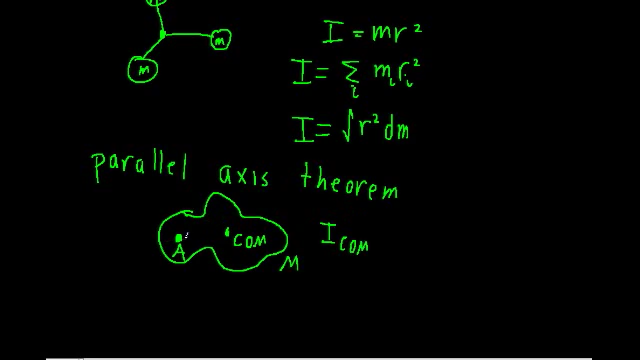 I = mr²
m
I = ∑ᵢ mᵢrᵢ²
m
I = ∫r²dm
parallel axis theorem
A
COM
I_COM
M